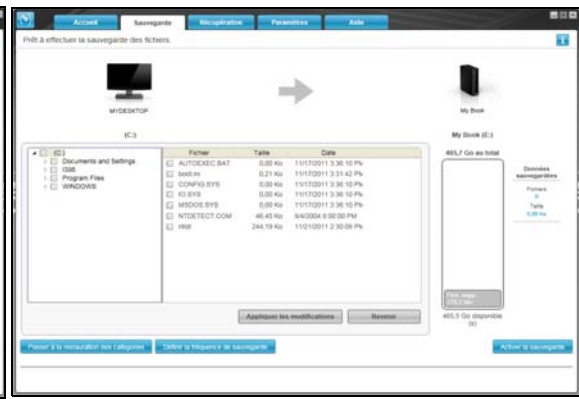 Accueil Sauvegarde Récupération Paramètres Aide
Prêt à effectuer la sauvegarde des fichiers.
MYDESKTOP
My Book
(C:)
My Book (E:)
(C:)
Documents and Settings
I386
Program Files
WINDOWS
Fichier Taille Date
AUTOEXEC.BAT 0,00 Ko 11/17/2011 3:36:10 PM
boot.ini 0,21 Ko 11/17/2011 3:31:42 PM
CONFIG.SYS 0,00 Ko 11/17/2011 3:36:10 PM
IO.SYS 0,00 Ko 11/17/2011 3:36:10 PM
MSDOS.SYS 0,00 Ko 11/17/2011 3:36:10 PM
NTDETECT.COM 46,45 Ko 8/4/2004 8:00:00 PM
ntldr 244,19 Ko 11/21/2011 2:30:06 PM
465,7 Go au total
Données sauvegardées
Fichiers
0
Taille
0,00 Ko
465,5 Go disponible
(s)
Appliquer les modifications Revenir
Passer à la restauration des catégories Définir la fréquence de sauvegarde Activer la sauvegarde